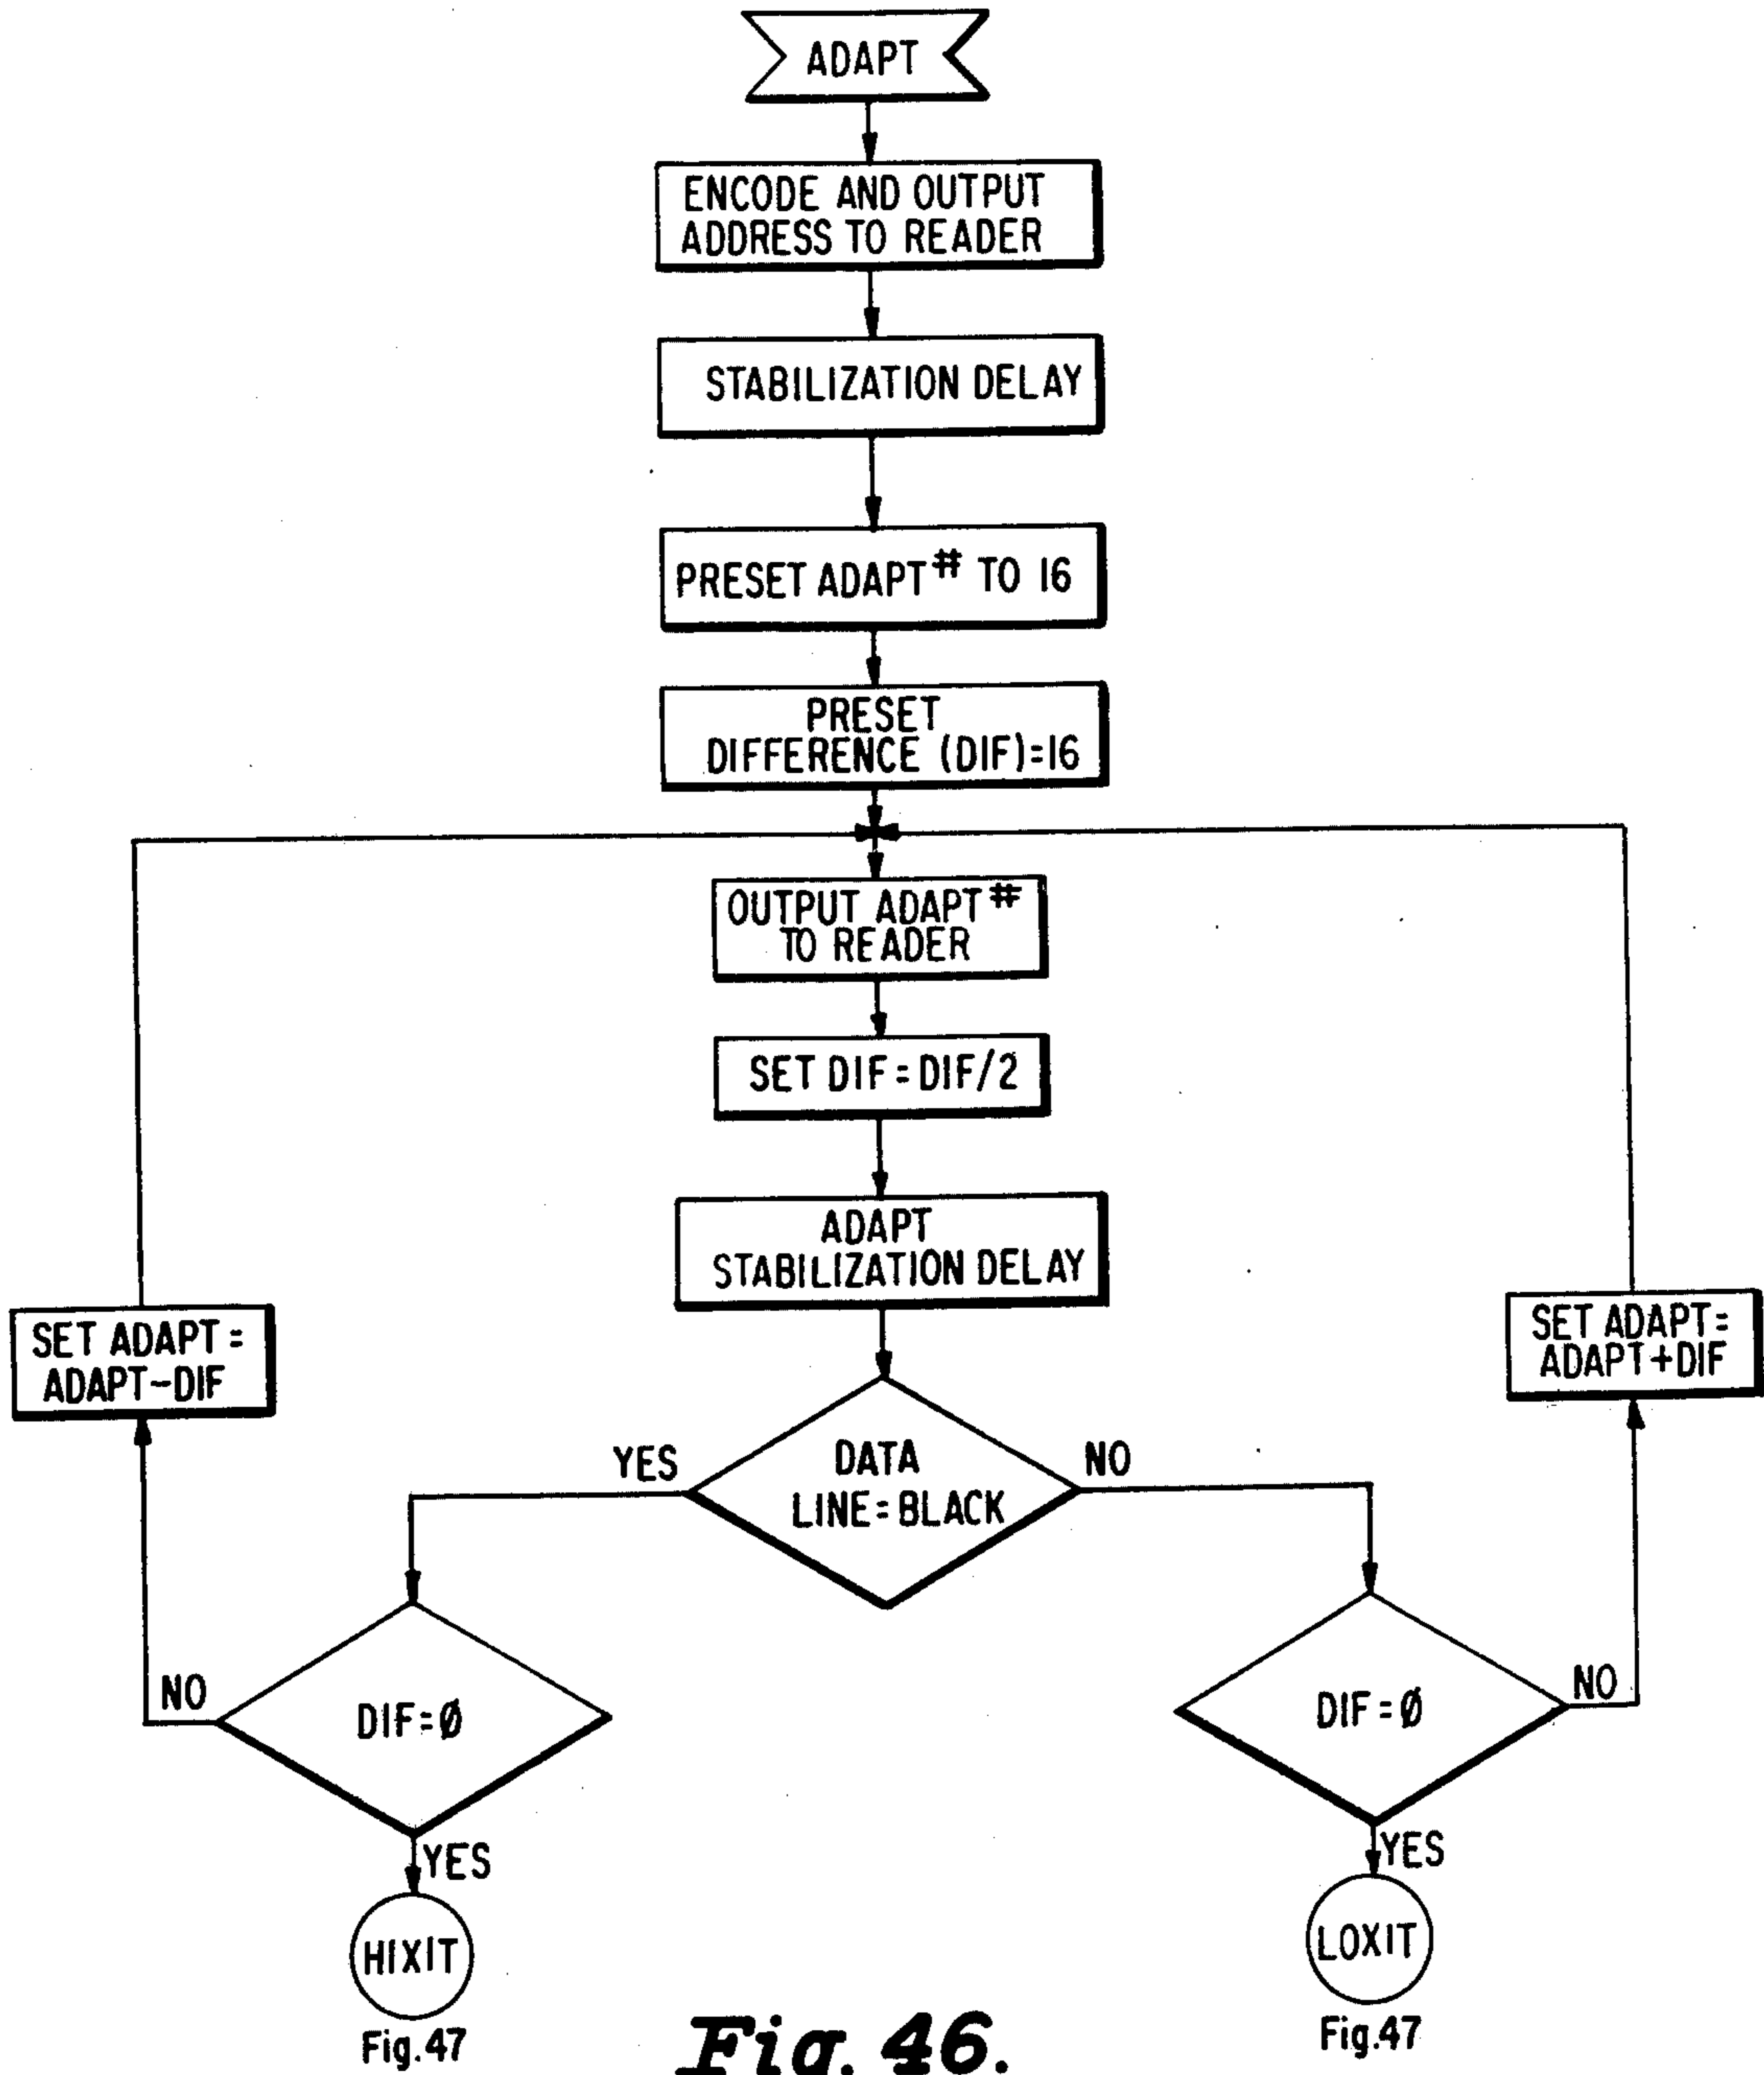 ADAPT
ENCODE AND OUTPUT
ADDRESS TO READER
STABILIZATION DELAY
PRESET ADAPT# TO 16
PRESET
DIFFERENCE (DIF)=16
OUTPUT ADAPT#
TO READER
SET DIF=DIF/2
ADAPT
STABILIZATION DELAY
SET ADAPT=
ADAPT-DIF
SET ADAPT=
ADAPT+DIF
YES
DATA
LINE=BLACK
NO
NO
DIF=Ø
YES
HIXIT
Fig.47
DIF=Ø
NO
YES
LOXIT
Fig.47
Fig. 46.